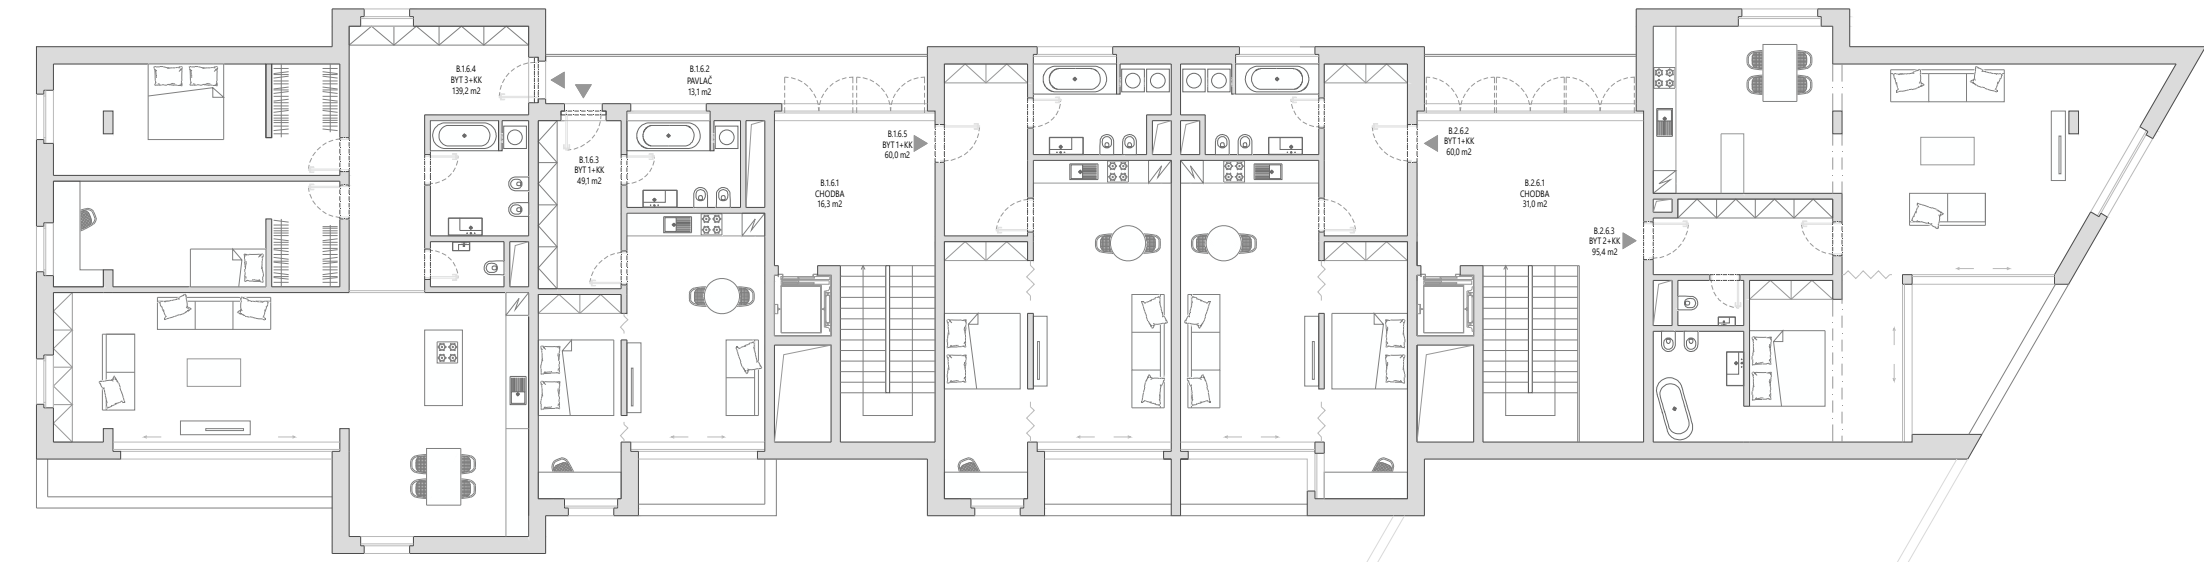 B.1.6.4
BYT 3+KK
139,2 m2
B.1.6.2
PAVLAČ
13,1 m2
B.1.6.3
BYT 1+KK
49,1 m2
B.1.6.5
BYT 1+KK
60,0 m2
B.1.6.1
CHODBA
16,3 m2
B.2.6.2
BYT 1+KK
60,0 m2
B.2.6.1
CHODBA
31,0 m2
B.2.6.3
BYT 2+KK
95,4 m2